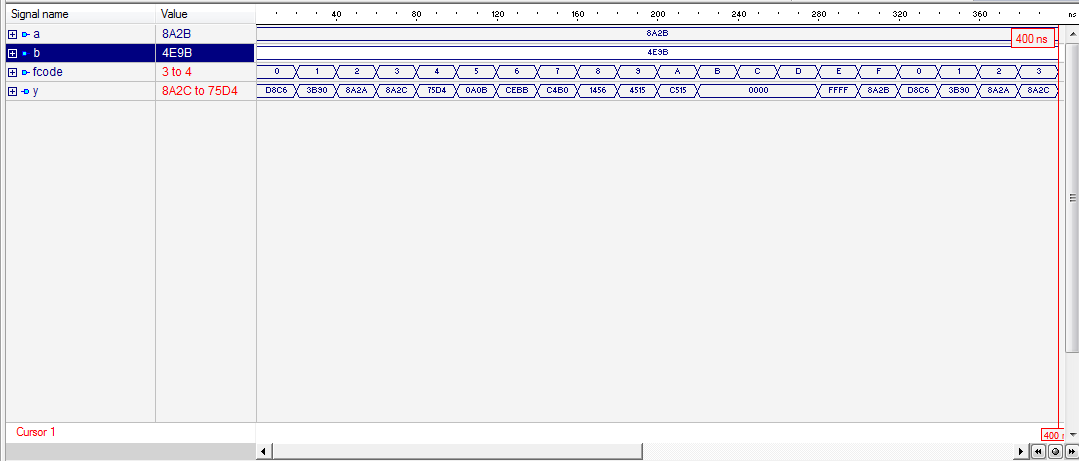 Signal name Value 40 80 120 160 200 240 280 320 360 ns
a 8A2B 8A2B 400 ns
b 4E9B 4E9B
fcode 3 to 4 0 1 2 3 4 5 6 7 8 9 A B C D E F 0 1 2 3
y 8A2C to 75D4 D8C6 3B90 8A2A 8A2C 75D4 0A0B CEBB C4B0 1456 4515 C515 0000 FFFF 8A2B D8C6 3B90 8A2A 8A2C
Cursor 1 400